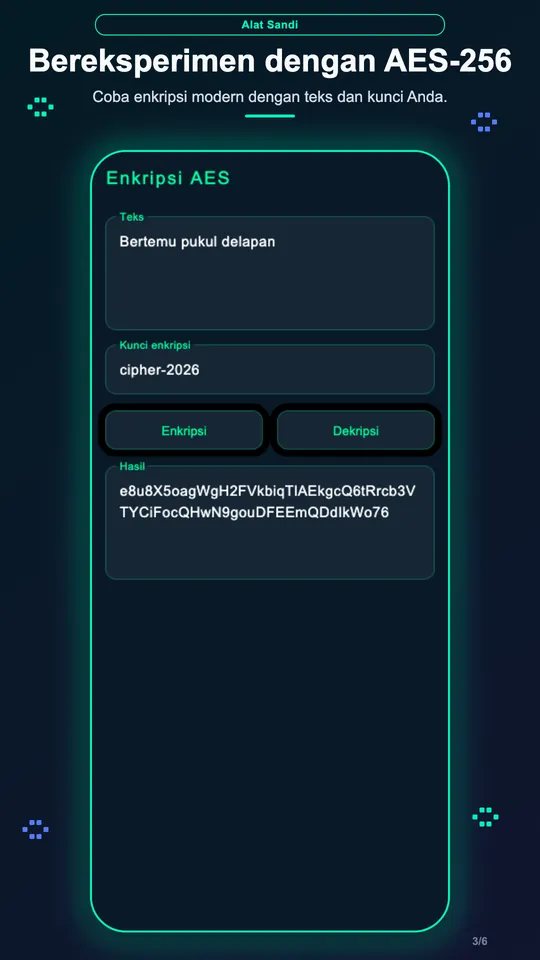 Alat Sandi
Bereksperimen dengan AES-256
Coba enkripsi modern dengan teks dan kunci Anda.
Enkripsi AES
Teks
Bertemu pukul delapan
Kunci enkripsi
cipher-2026
Enkripsi
Dekripsi
Hasil
e8u8X5oagWgH2FVkbiqTlAEkgcQ6tRrcb3V
TYCiFocQHwN9gouDFEEmQDdIkWo76
3/6